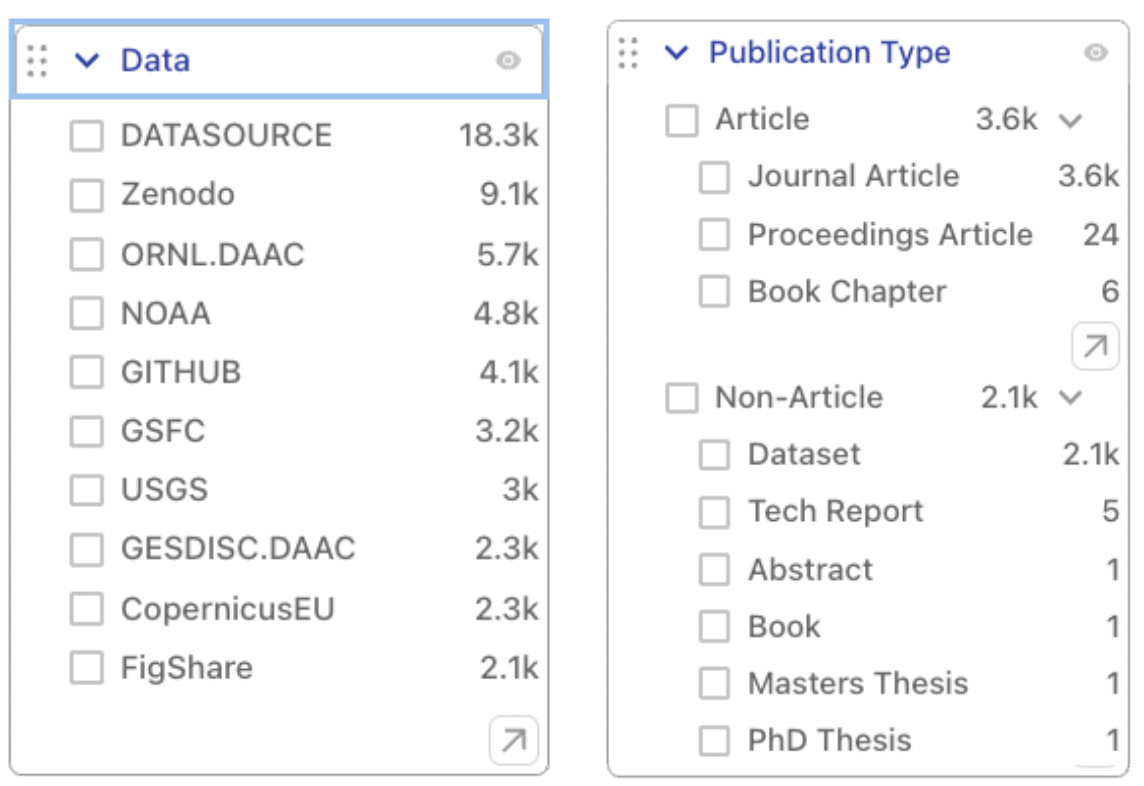 Data
DATASOURCE 18.3k
Zenodo 9.1k
ORNL.DAAC 5.7k
NOAA 4.8k
GITHUB 4.1k
GSFC 3.2k
USGS 3k
GESDISC.DAAC 2.3k
CopernicusEU 2.3k
FigShare 2.1k
Publication Type
Article 3.6k
Journal Article 3.6k
Proceedings Article 24
Book Chapter 6
Non-Article 2.1k
Dataset 2.1k
Tech Report 5
Abstract 1
Book 1
Masters Thesis 1
PhD Thesis 1